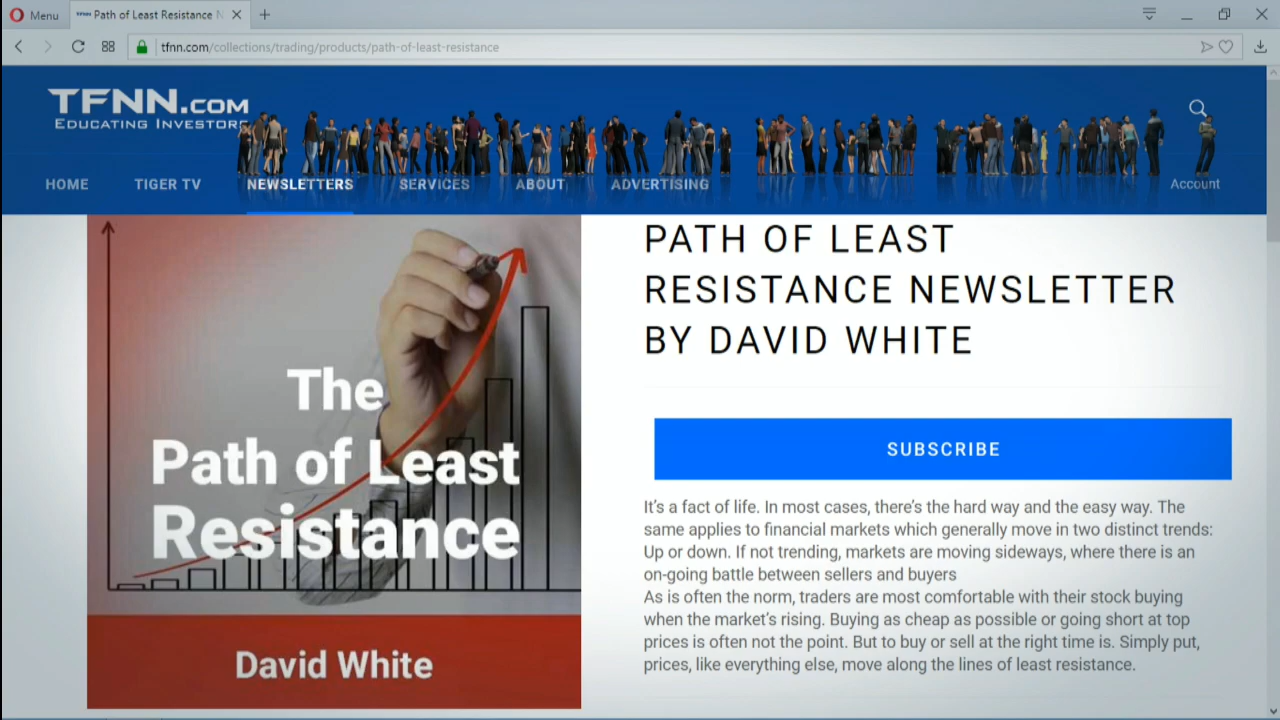 Menu
Path of Least Resistance N
tfnn.com/collections/trading/products/path-of-least-resistance
TFNN.COM
EDUCATING INVESTORS
HOME TIGER TV NEWSLETTERS SERVICES ABOUT ADVERTISING Account
The
Path of Least
Resistance
David White
PATH OF LEAST
RESISTANCE NEWSLETTER
BY DAVID WHITE
SUBSCRIBE
It's a fact of life. In most cases, there's the hard way and the easy way. The
same applies to financial markets which generally move in two distinct trends:
Up or down. If not trending, markets are moving sideways, where there is an
on-going battle between sellers and buyers
As is often the norm, traders are most comfortable with their stock buying
when the market's rising. Buying as cheap as possible or going short at top
prices is often not the point. But to buy or sell at the right time is. Simply put,
prices, like everything else, move along the lines of least resistance.